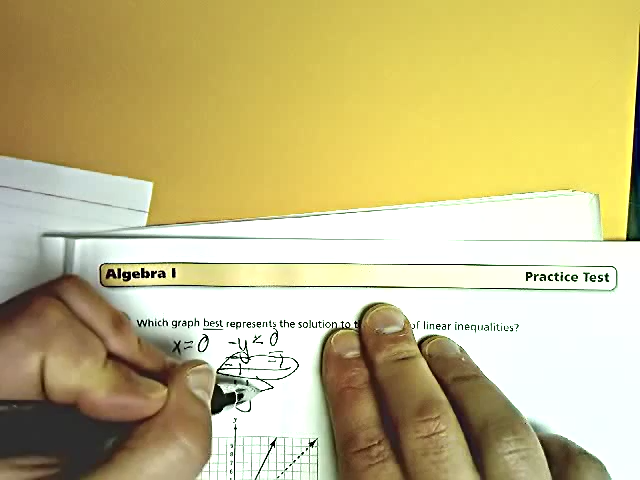 Algebra I
Practice Test
Which graph best represents the solution to of linear inequalities?
x = 0 -y < 0
y